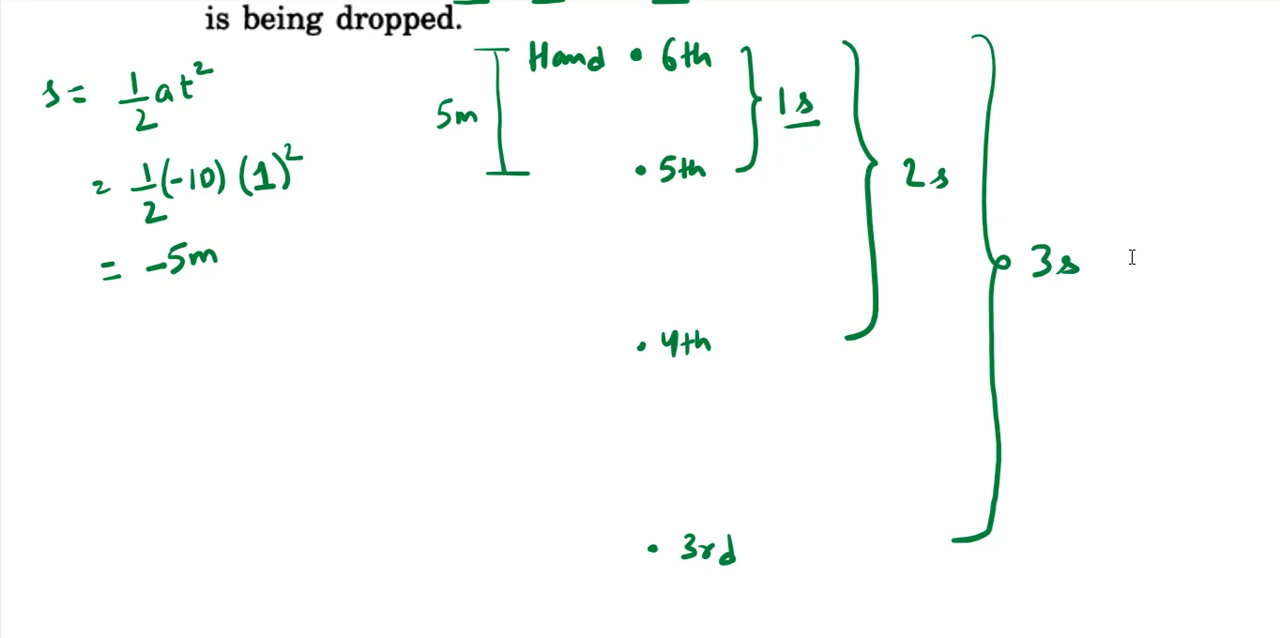 is being dropped.
s = 1/2 at²
= 1/2 (-10) (1)²
= -5m
5m
Hand • 6th
1s
• 5th
2s
3s
• 4th
• 3rd